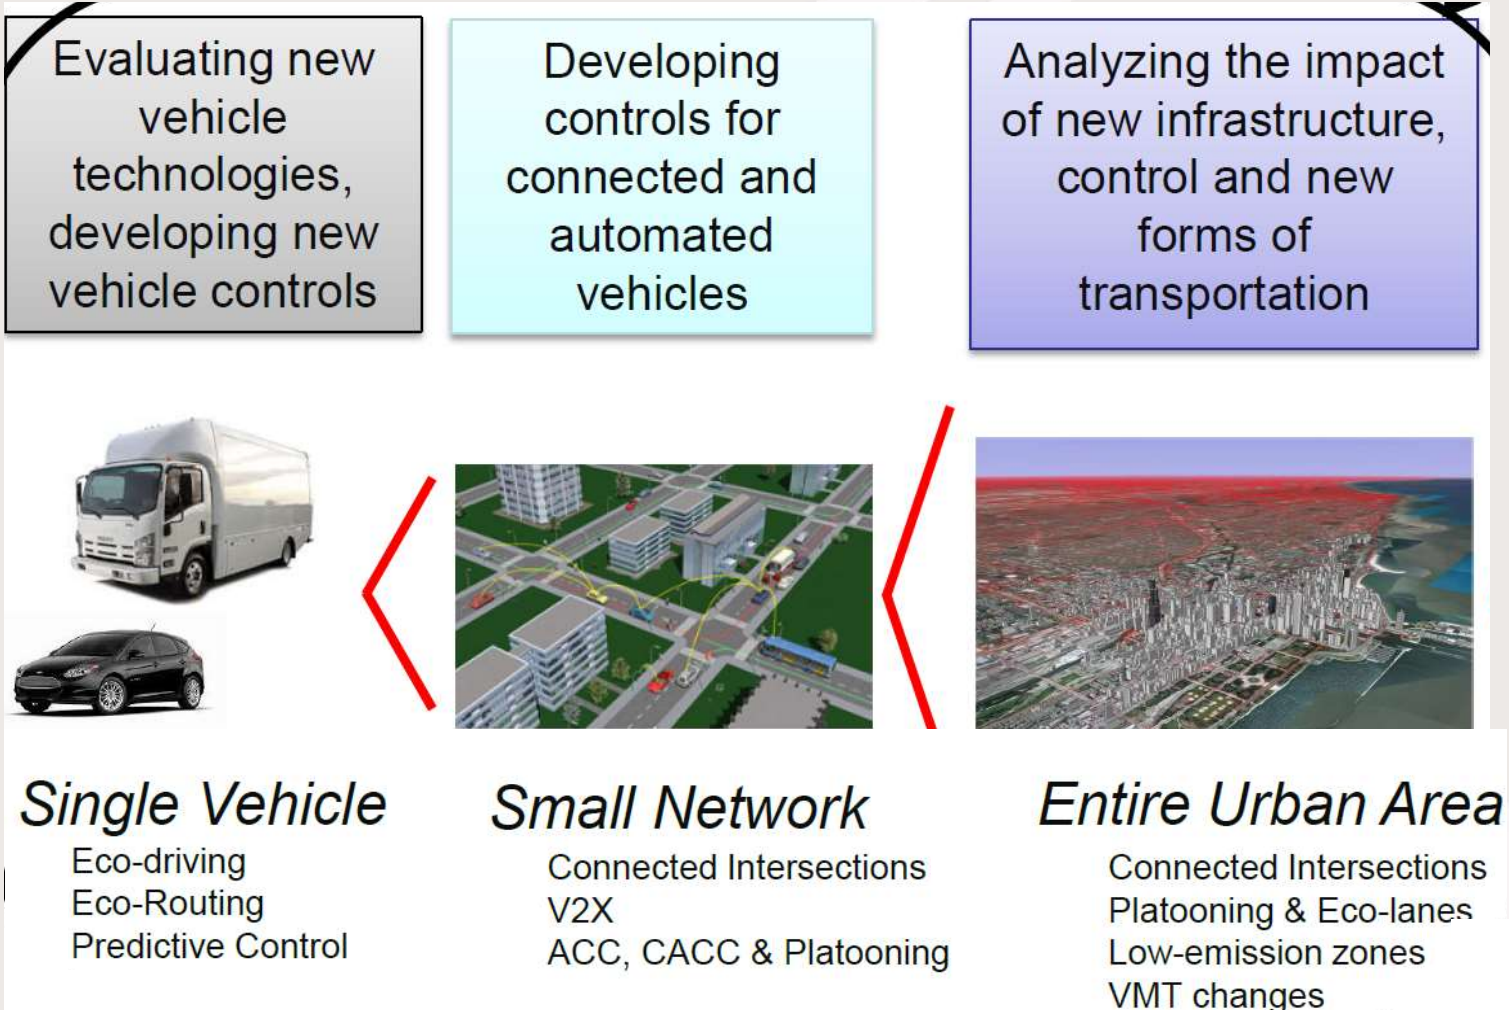 Evaluating new
vehicle
technologies,
developing new
vehicle controls
Developing
controls for
connected and
automated
vehicles
Analyzing the impact
of new infrastructure,
control and new
forms of
transportation
Single Vehicle
Eco-driving
Eco-Routing
Predictive Control
Small Network
Connected Intersections
V2X
ACC, CACC & Platooning
Entire Urban Area
Connected Intersections
Platooning & Eco-lanes
Low-emission zones
VMT changes